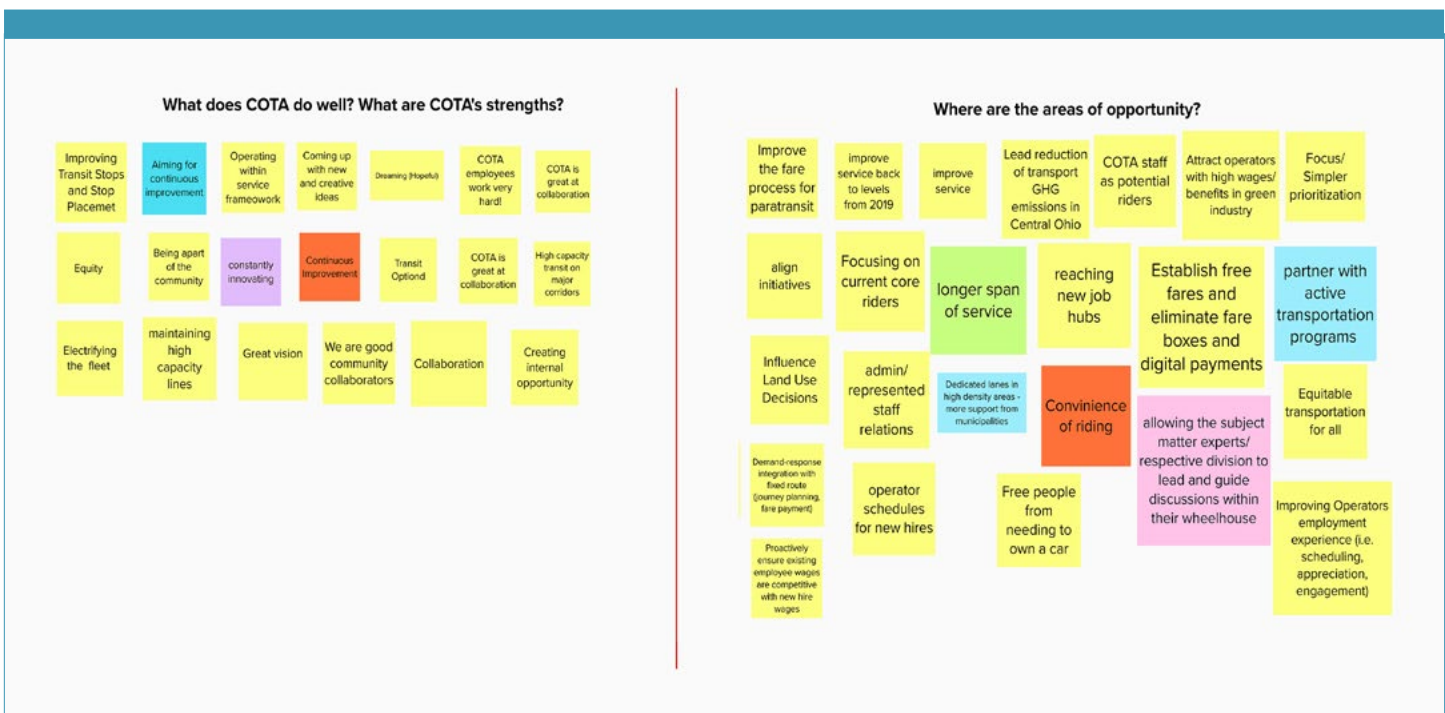 What does COTA do well? What are COTA's strengths?
Improving
Transit Stops
and Stop
Placemet
Aiming for
continuous
improvement
Operating
within
service
frameowork
Coming up
with new
and creative
ideas
Dreaming (Hopeful)
COTA
employees
work very
hard!
COTA is
great at
collaboration
Equity
Being apart
of the
community
constantly
innovating
Continuous
Improvement
Transit
Optiond
COTA is
great at
collaboration
High capacity
transit on
major
corridors
Electrifying
the fleet
maintaining
high
capacity
lines
Great vision
We are good
community
collaborators
Collaboration
Creating
internal
opportunity
Where are the areas of opportunity?
Improve
the fare
process for
paratransit
improve
service back
to levels
from 2019
improve
service
Lead reduction
of transport
GHG
emissions in
Central Ohio
COTA staff
as potential
riders
Attract operators
with high wages/
benefits in green
industry
Focus/
Simpler
prioritization
align
initiatives
Focusing on
current core
riders
longer span
of service
reaching
new job
hubs
Establish free
fares and
eliminate fare
boxes and
digital payments
partner with
active
transportation
programs
Influence
Land Use
Decisions
admin/
represented
staff
relations
Dedicated lanes in
high density areas -
more support from
municipalities
Convinience
of riding
allowing the subject
matter experts/
respective division to
lead and guide
discussions within
their wheelhouse
Equitable
transportation
for all
Demand-response
integration with
fixed route
(journey planning,
fare payment)
operator
schedules
for new hires
Free people
from
needing to
own a car
Improving Operators
employment
experience (i.e.
scheduling,
appreciation,
engagement)
Proactively
ensure existing
employee wages
are competitive
with new hire
wages